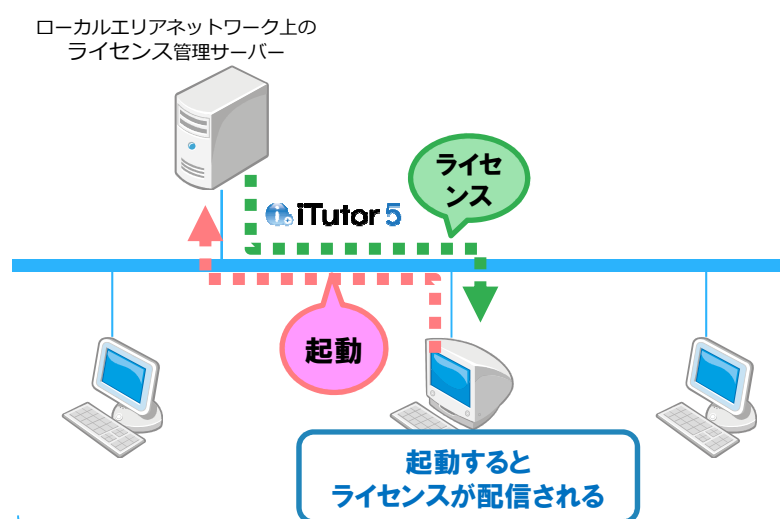 ローカルエリアネットワーク上の
ライセンス管理サーバー
ライセ
ンス
iTutor 5
起動
起動すると
ライセンスが配信される